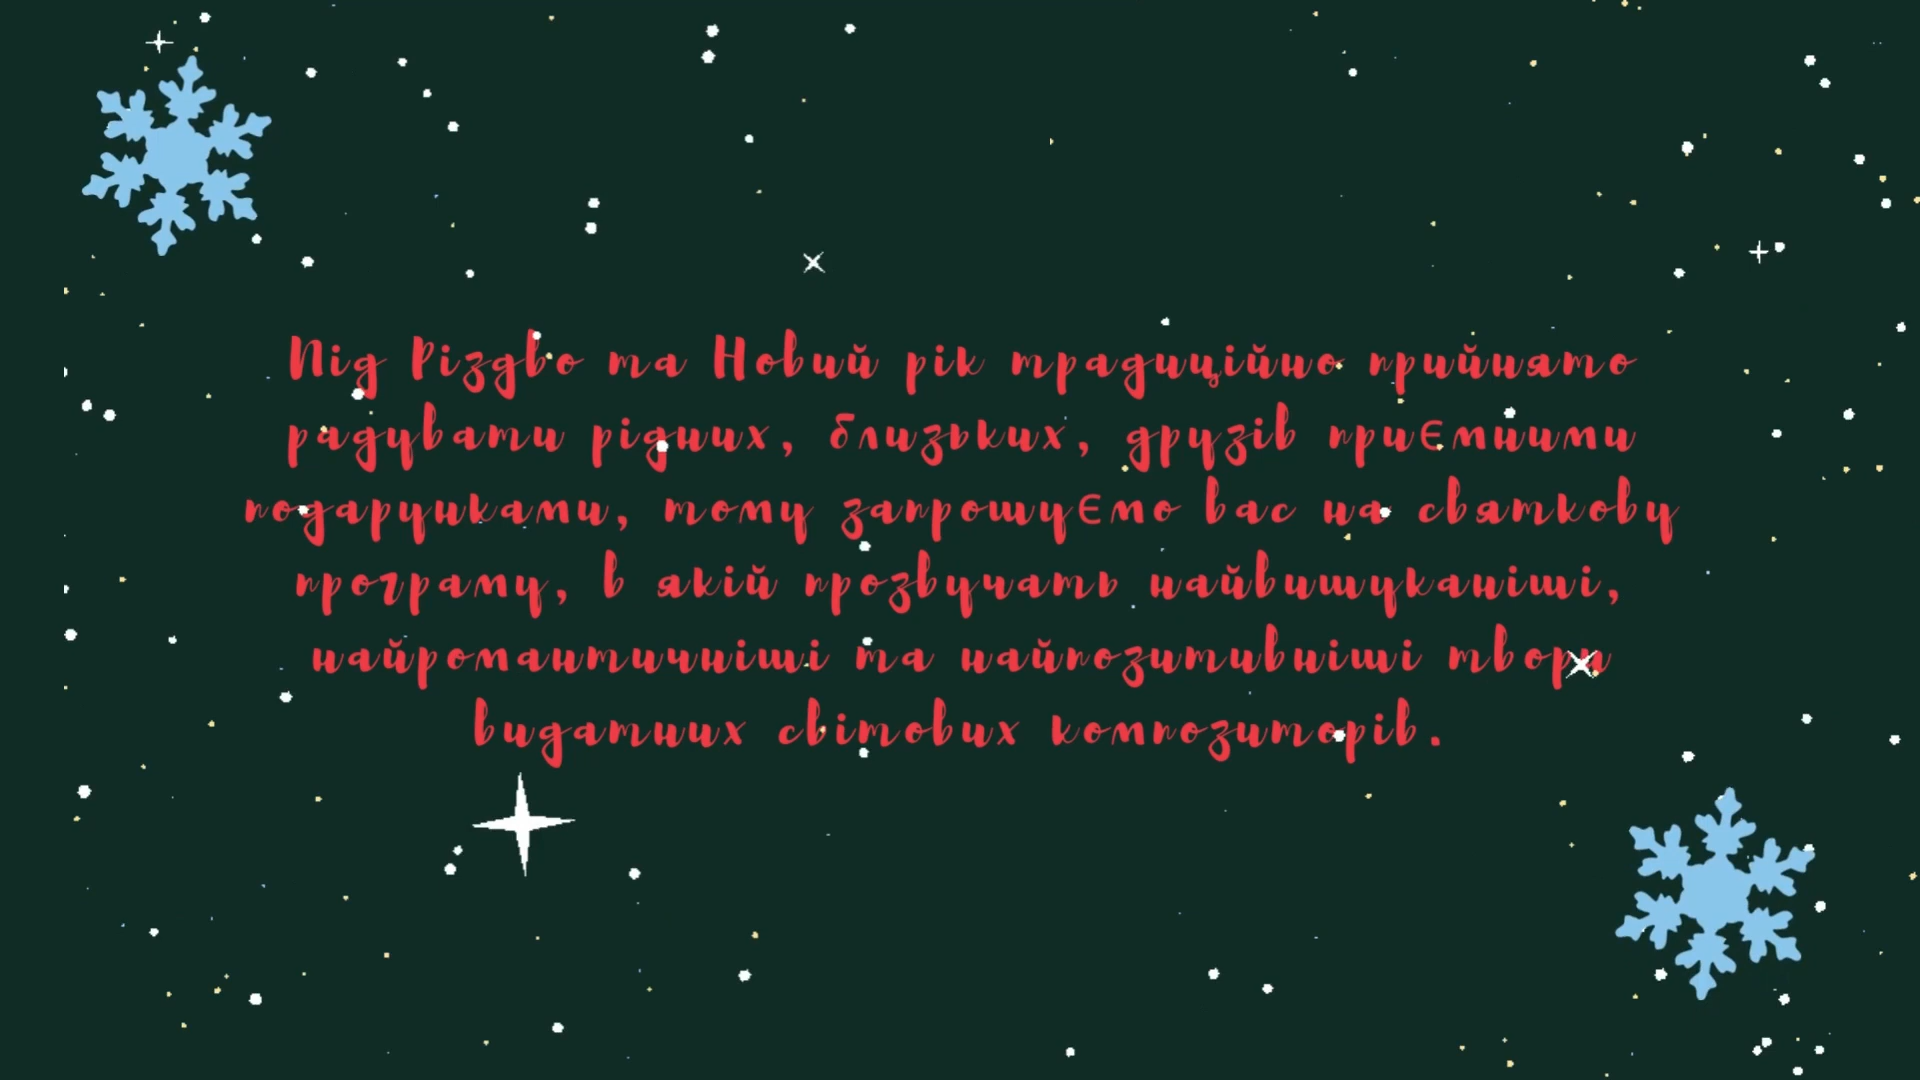 Під Різдво та Новий рік традиційно прийнято
радувати рідних, близьких, друзів приємними
подарунками, тому запрошуємо вас на святкову
програму, в якій прозвучать найвишуканіші,
найромантичніші та найпозитивніші твори
видатних світових композиторів.